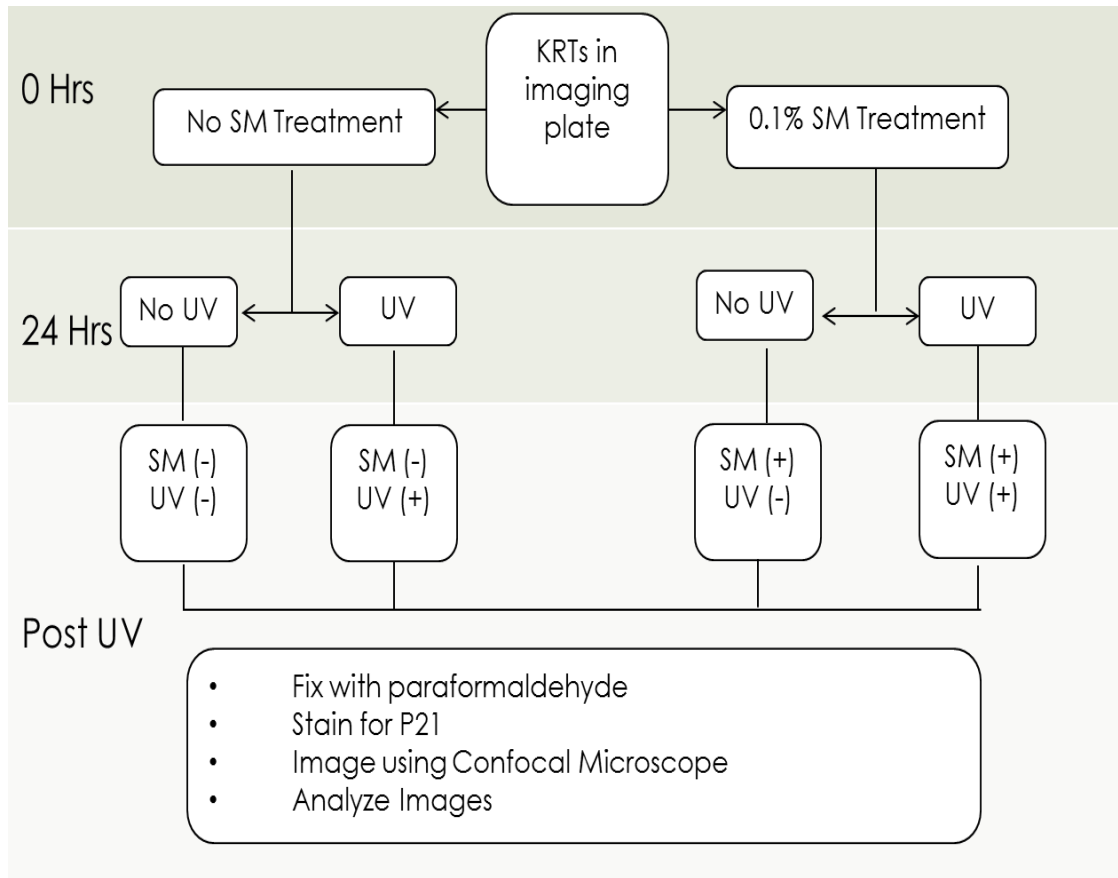 0 Hrs
KRTs in
imaging
plate
No SM Treatment
0.1% SM Treatment
24 Hrs
No UV
UV
No UV
UV
SM (-)
UV (-)
SM (-)
UV (+)
SM (+)
UV (-)
SM (+)
UV (+)
Post UV
• Fix with paraformaldehyde
• Stain for P21
• Image using Confocal Microscope
• Analyze Images